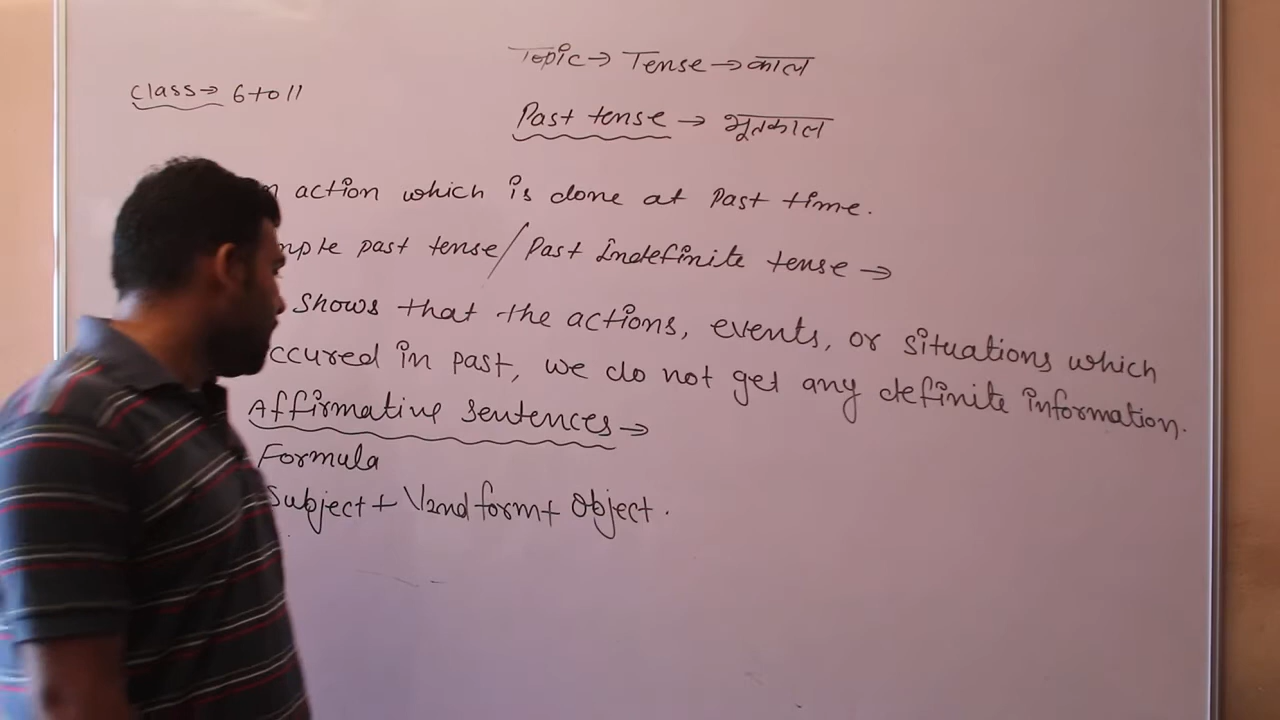 Topic → Tense → काल
Class → 6 to 11
Past tense → भूतकाल
action which is done at Past time.
past tense / Past Indefinite tense →
shows that the actions, events, or situations which
in past, we do not get any definite information.
Affirmative sentences →
Formula
Subject + V2nd form + Object.